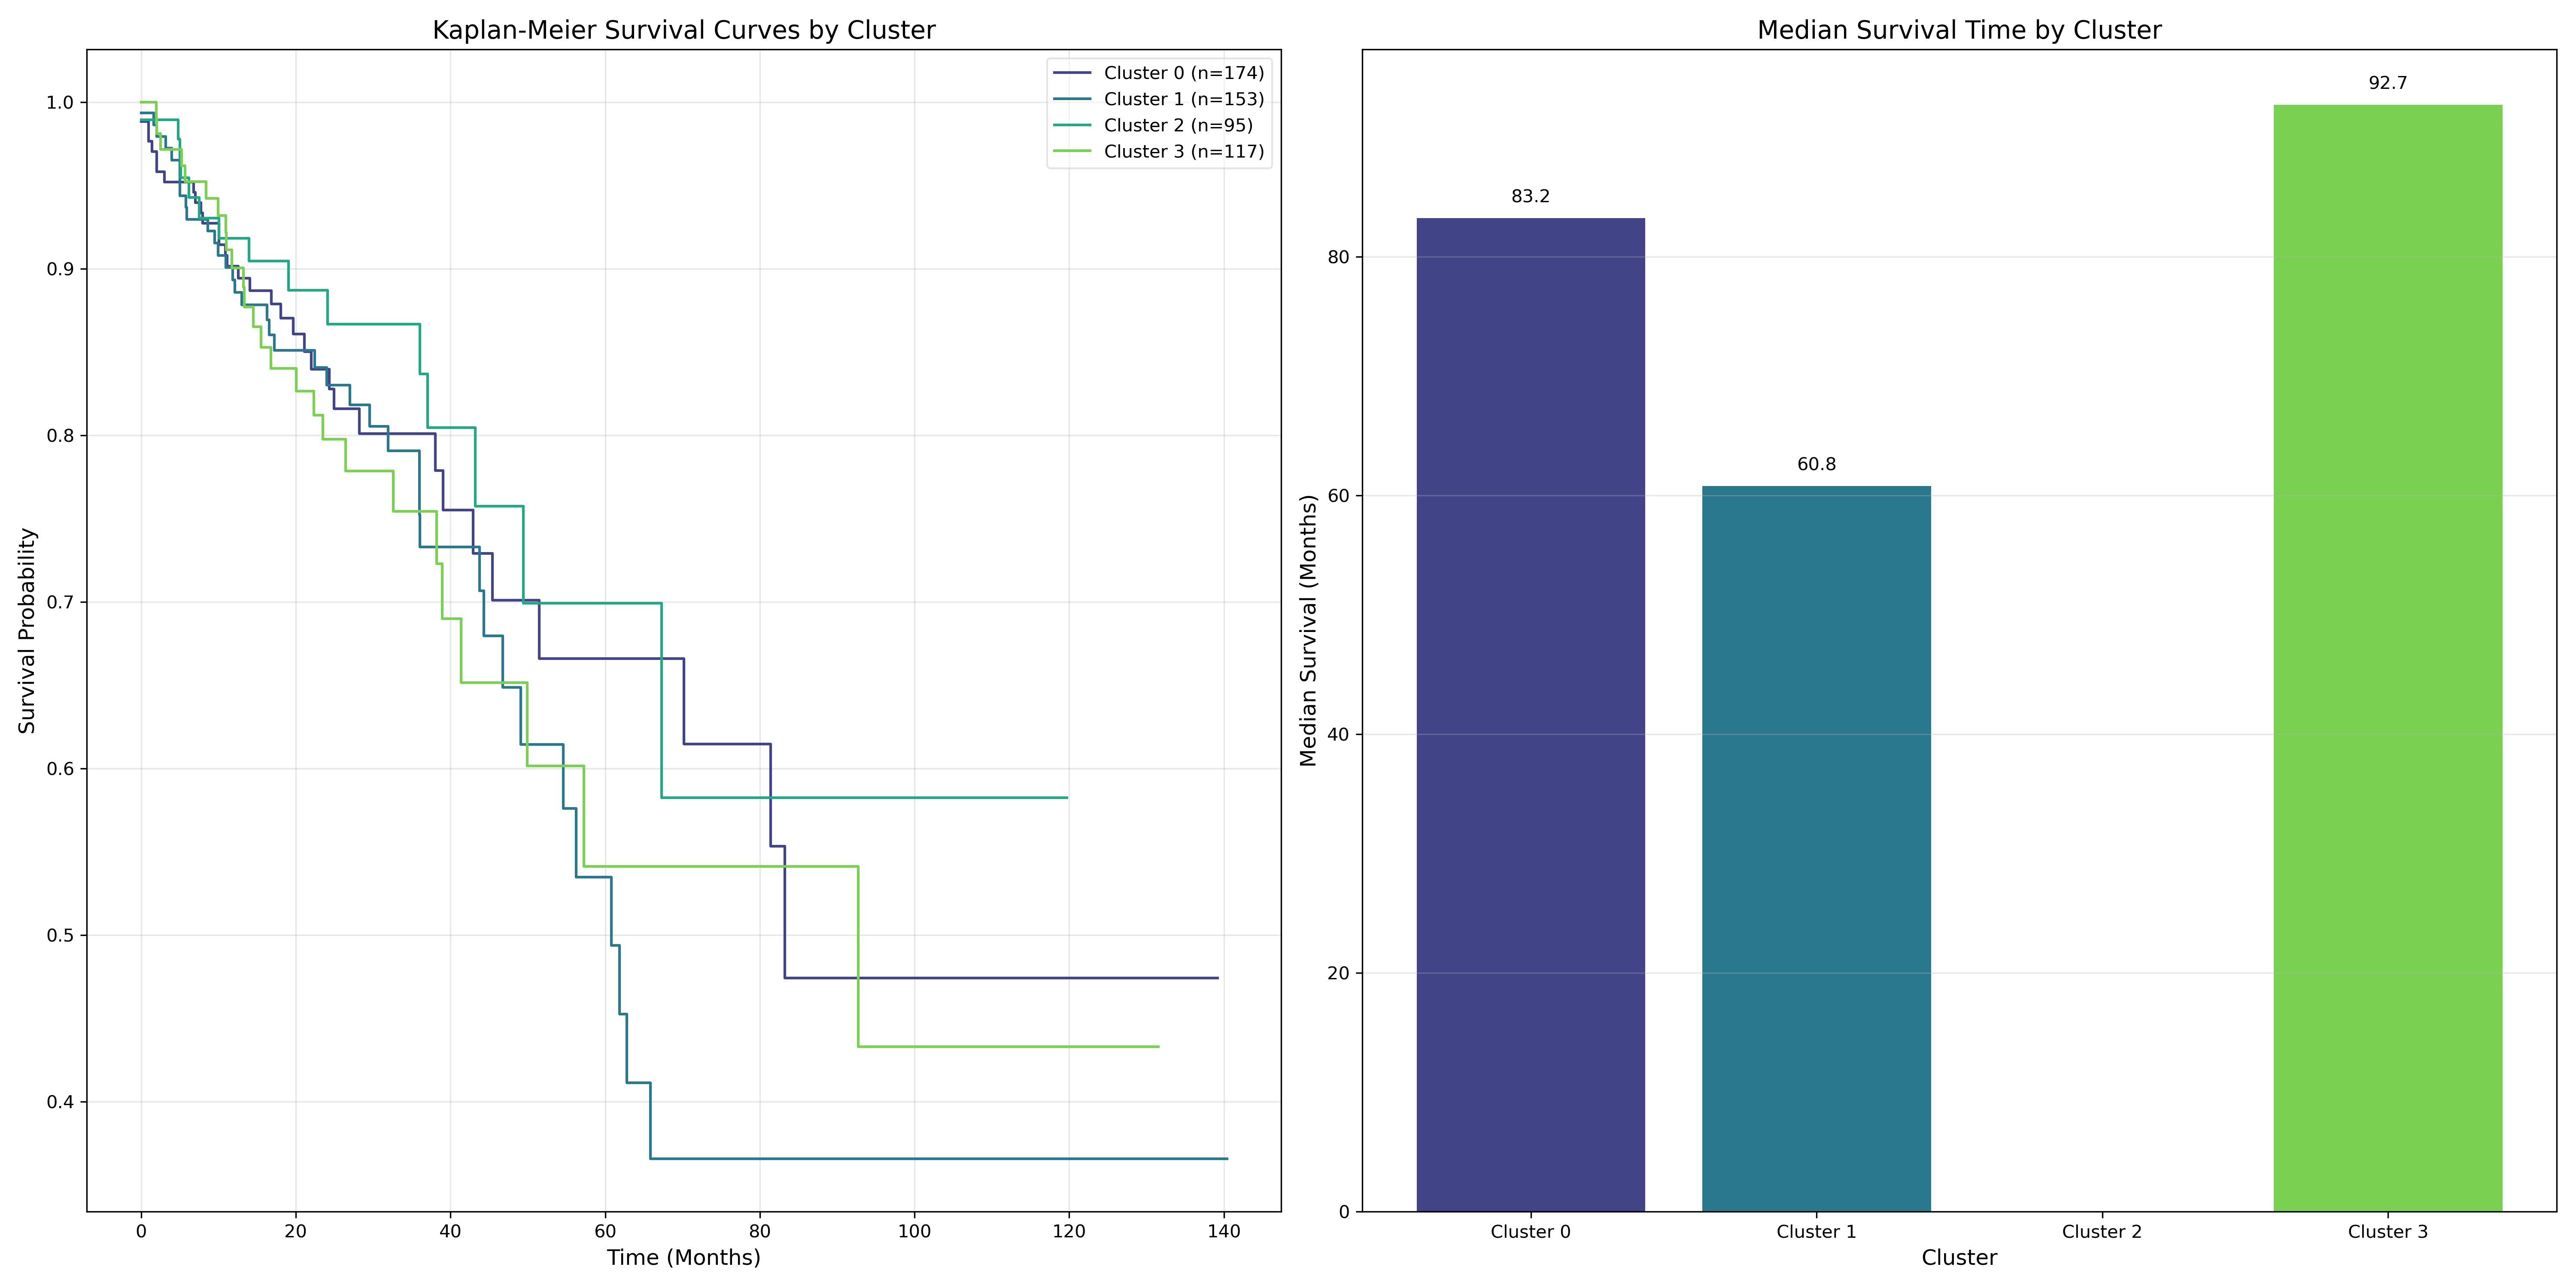 Kaplan-Meier Survival Curves by Cluster
Cluster 0 (n=174)
Cluster 1 (n=153)
Cluster 2 (n=95)
Cluster 3 (n=117)
Survival Probability
1.0
0.9
0.8
0.7
0.6
0.5
0.4
0 20 40 60 80 100 120 140
Time (Months)
Median Survival Time by Cluster
Median Survival (Months)
80
60
40
20
0
83.2
60.8
92.7
Cluster 0 Cluster 1 Cluster 2 Cluster 3
Cluster